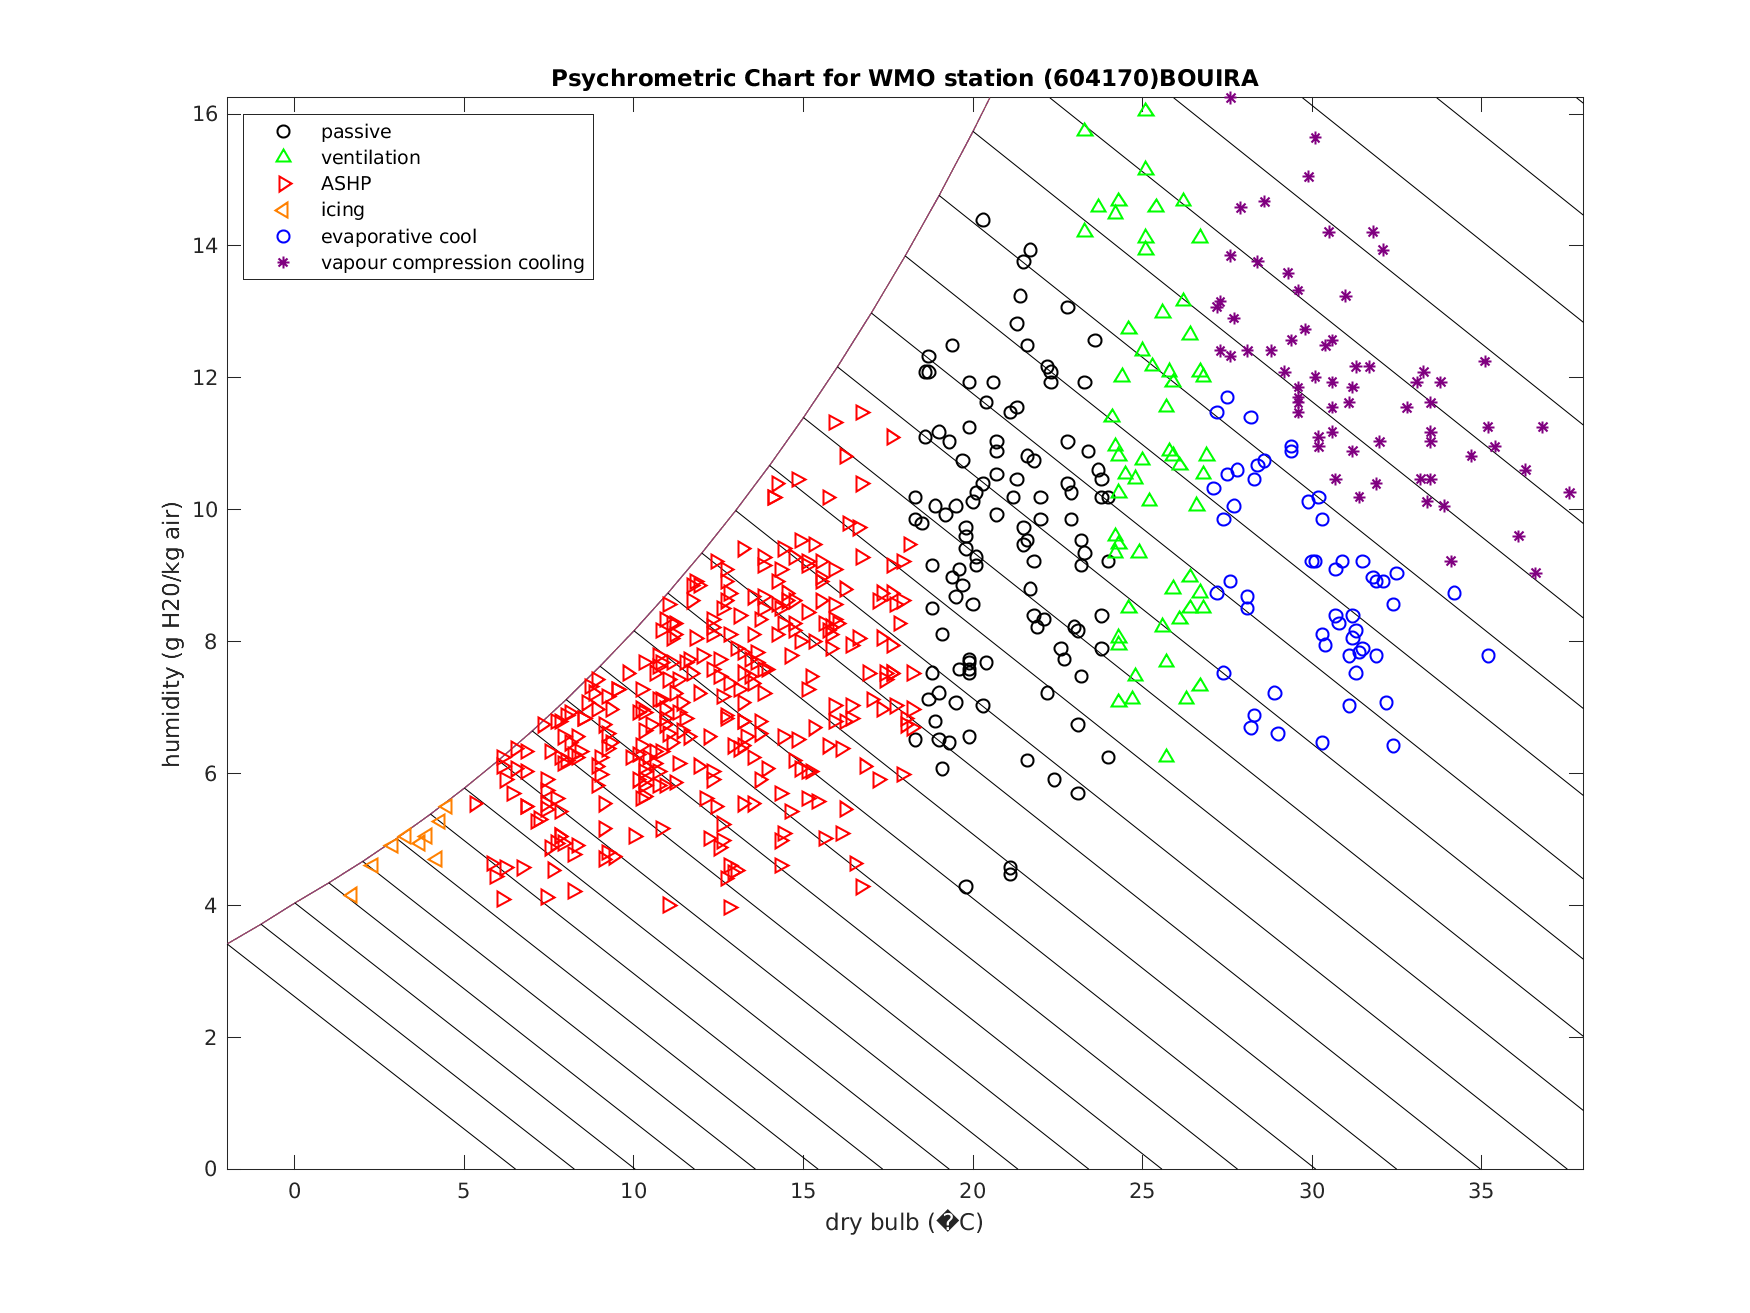 Psychrometric Chart for WMO station (604170)BOUIRA
passive
ventilation
ASHP
icing
evaporative cool
vapour compression cooling
humidity (g H20/kg air)
16
14
12
10
8
6
4
2
0
0 5 10 15 20 25 30 35
dry bulb (�C)